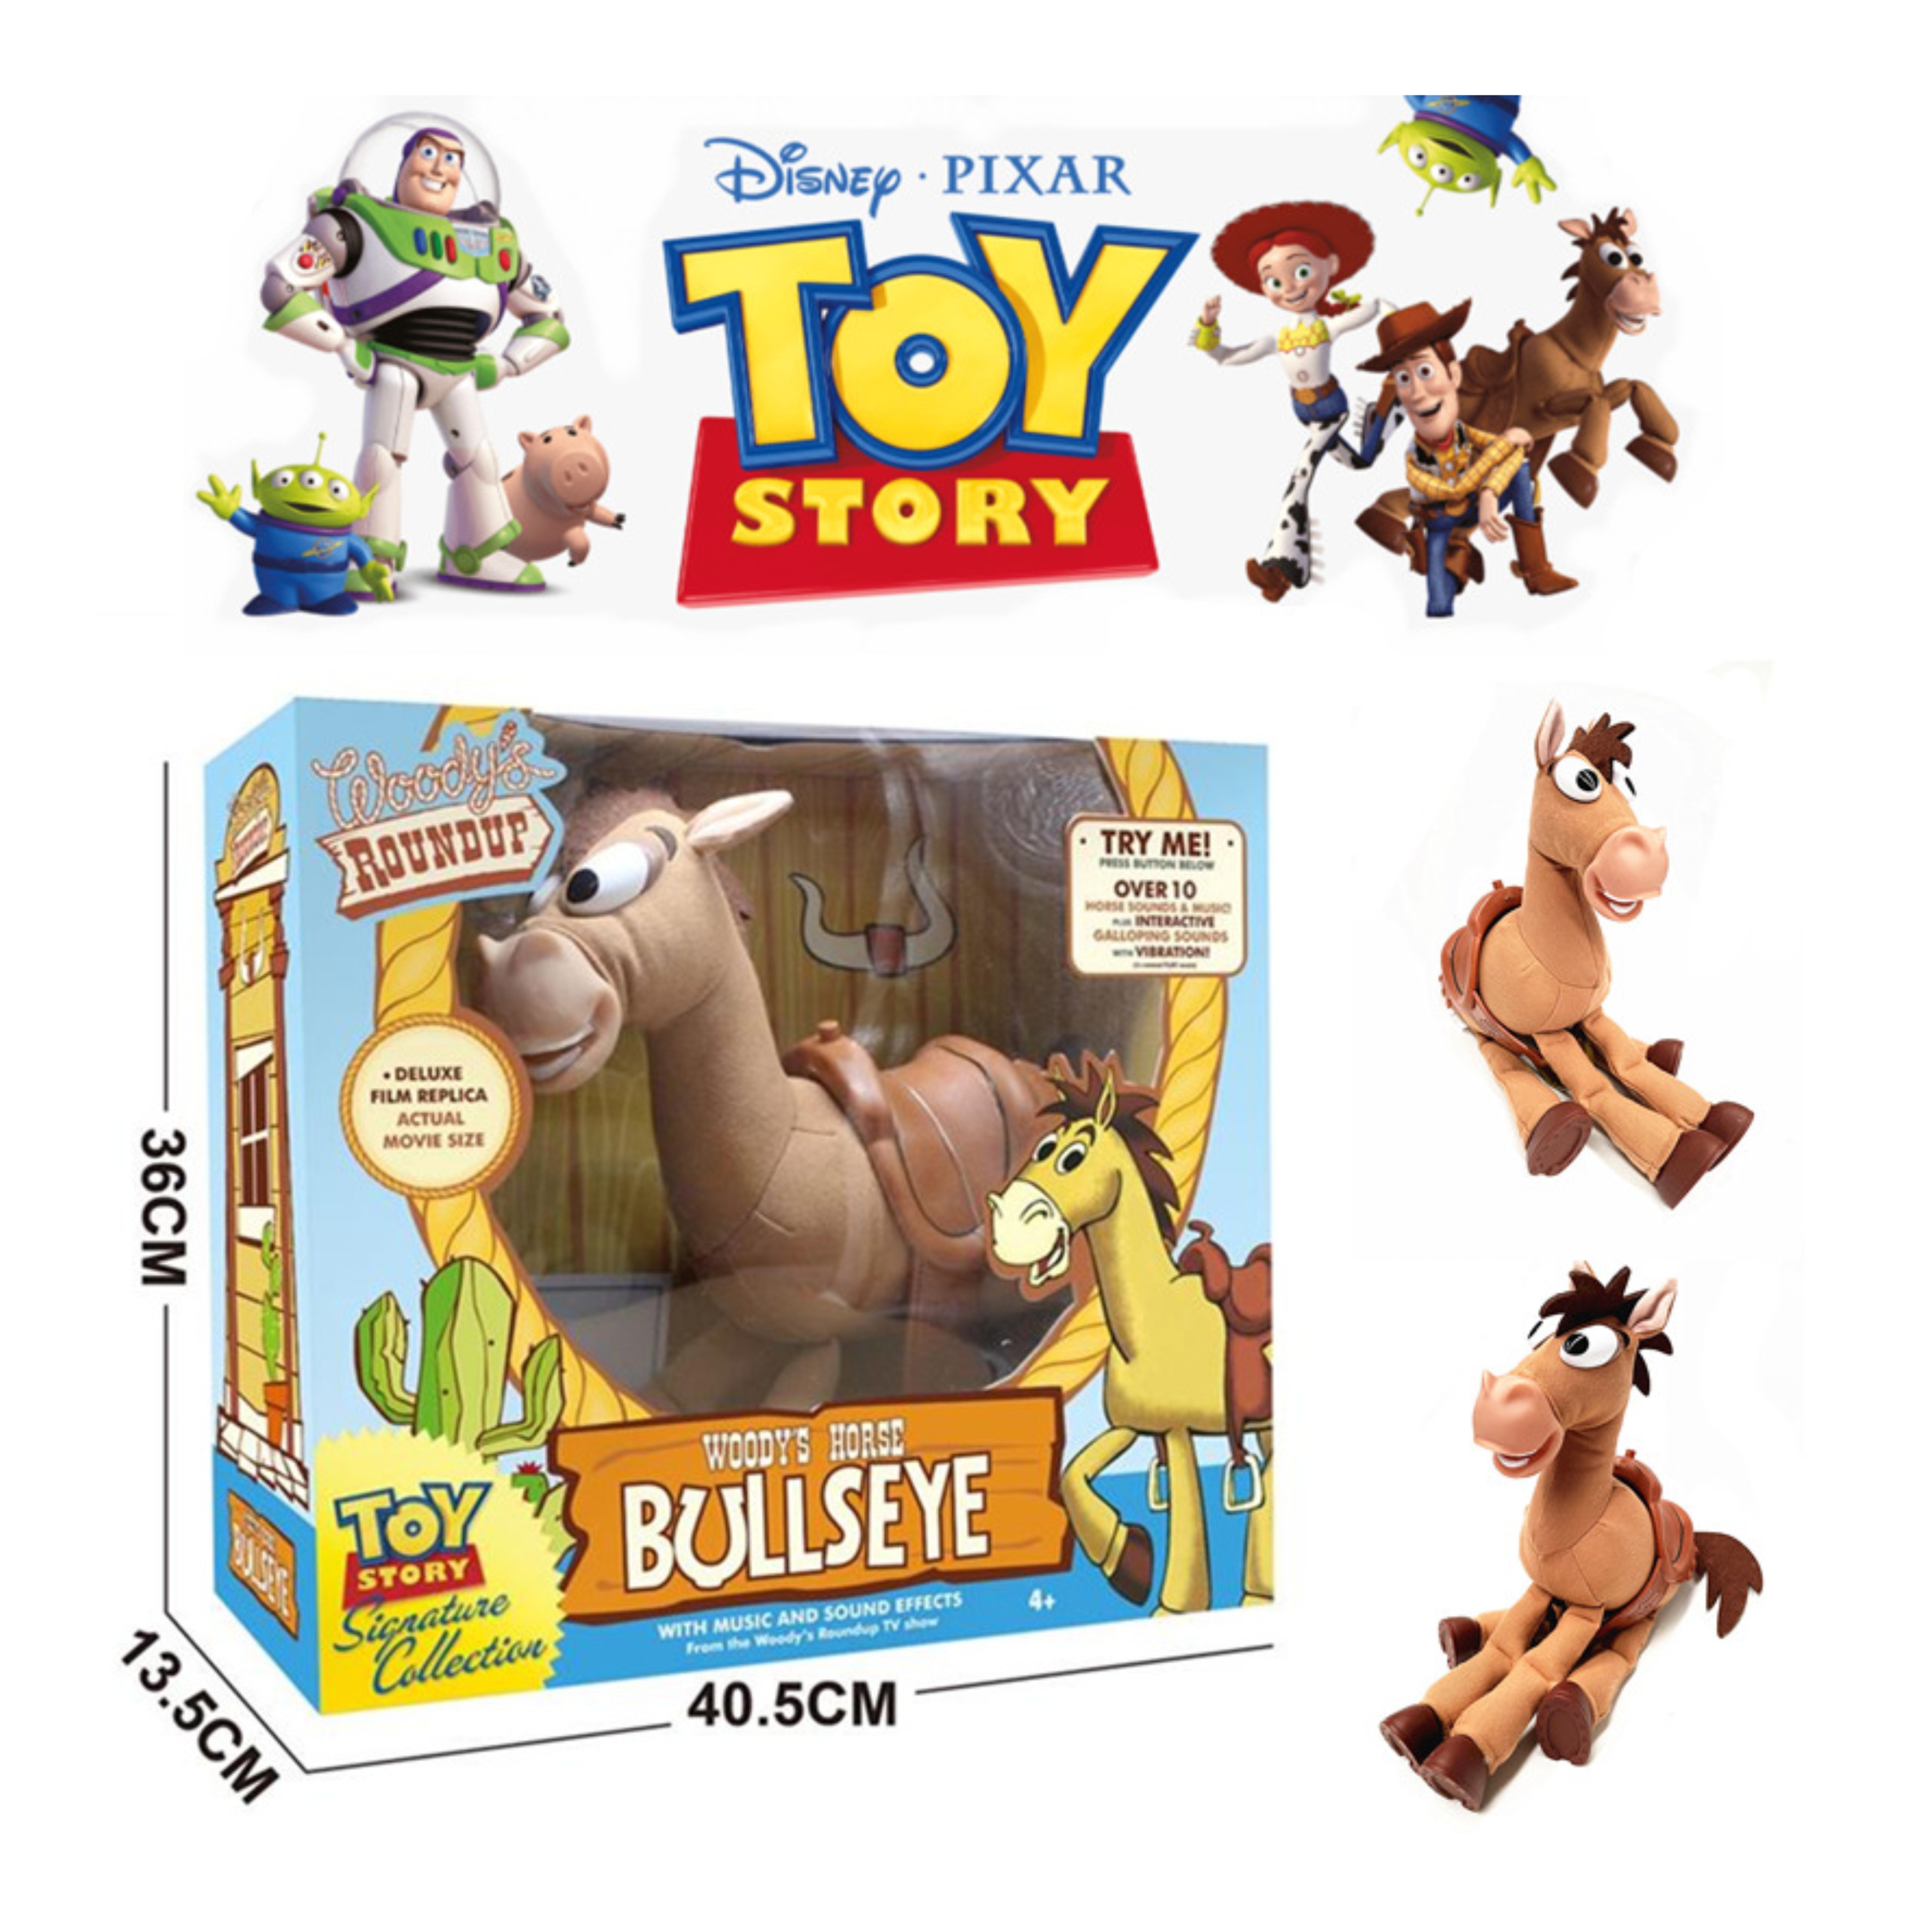 Disney · PIXAR
TOY
STORY
Woody's
ROUNDUP
• TRY ME! •
PRESS BUTTON BELOW
OVER 10
HORSE SOUNDS & MUSIC!
PLUS INTERACTIVE
GALLOPING SOUNDS
WITH VIBRATION!
• DELUXE
FILM REPLICA
ACTUAL
MOVIE SIZE
36CM
WOODY'S HORSE
BULLSEYE
TOY
STORY
Signature
Collection
BULLSEYE
WITH MUSIC AND SOUND EFFECTS
From the Woody's Roundup TV show
4+
13.5CM
40.5CM